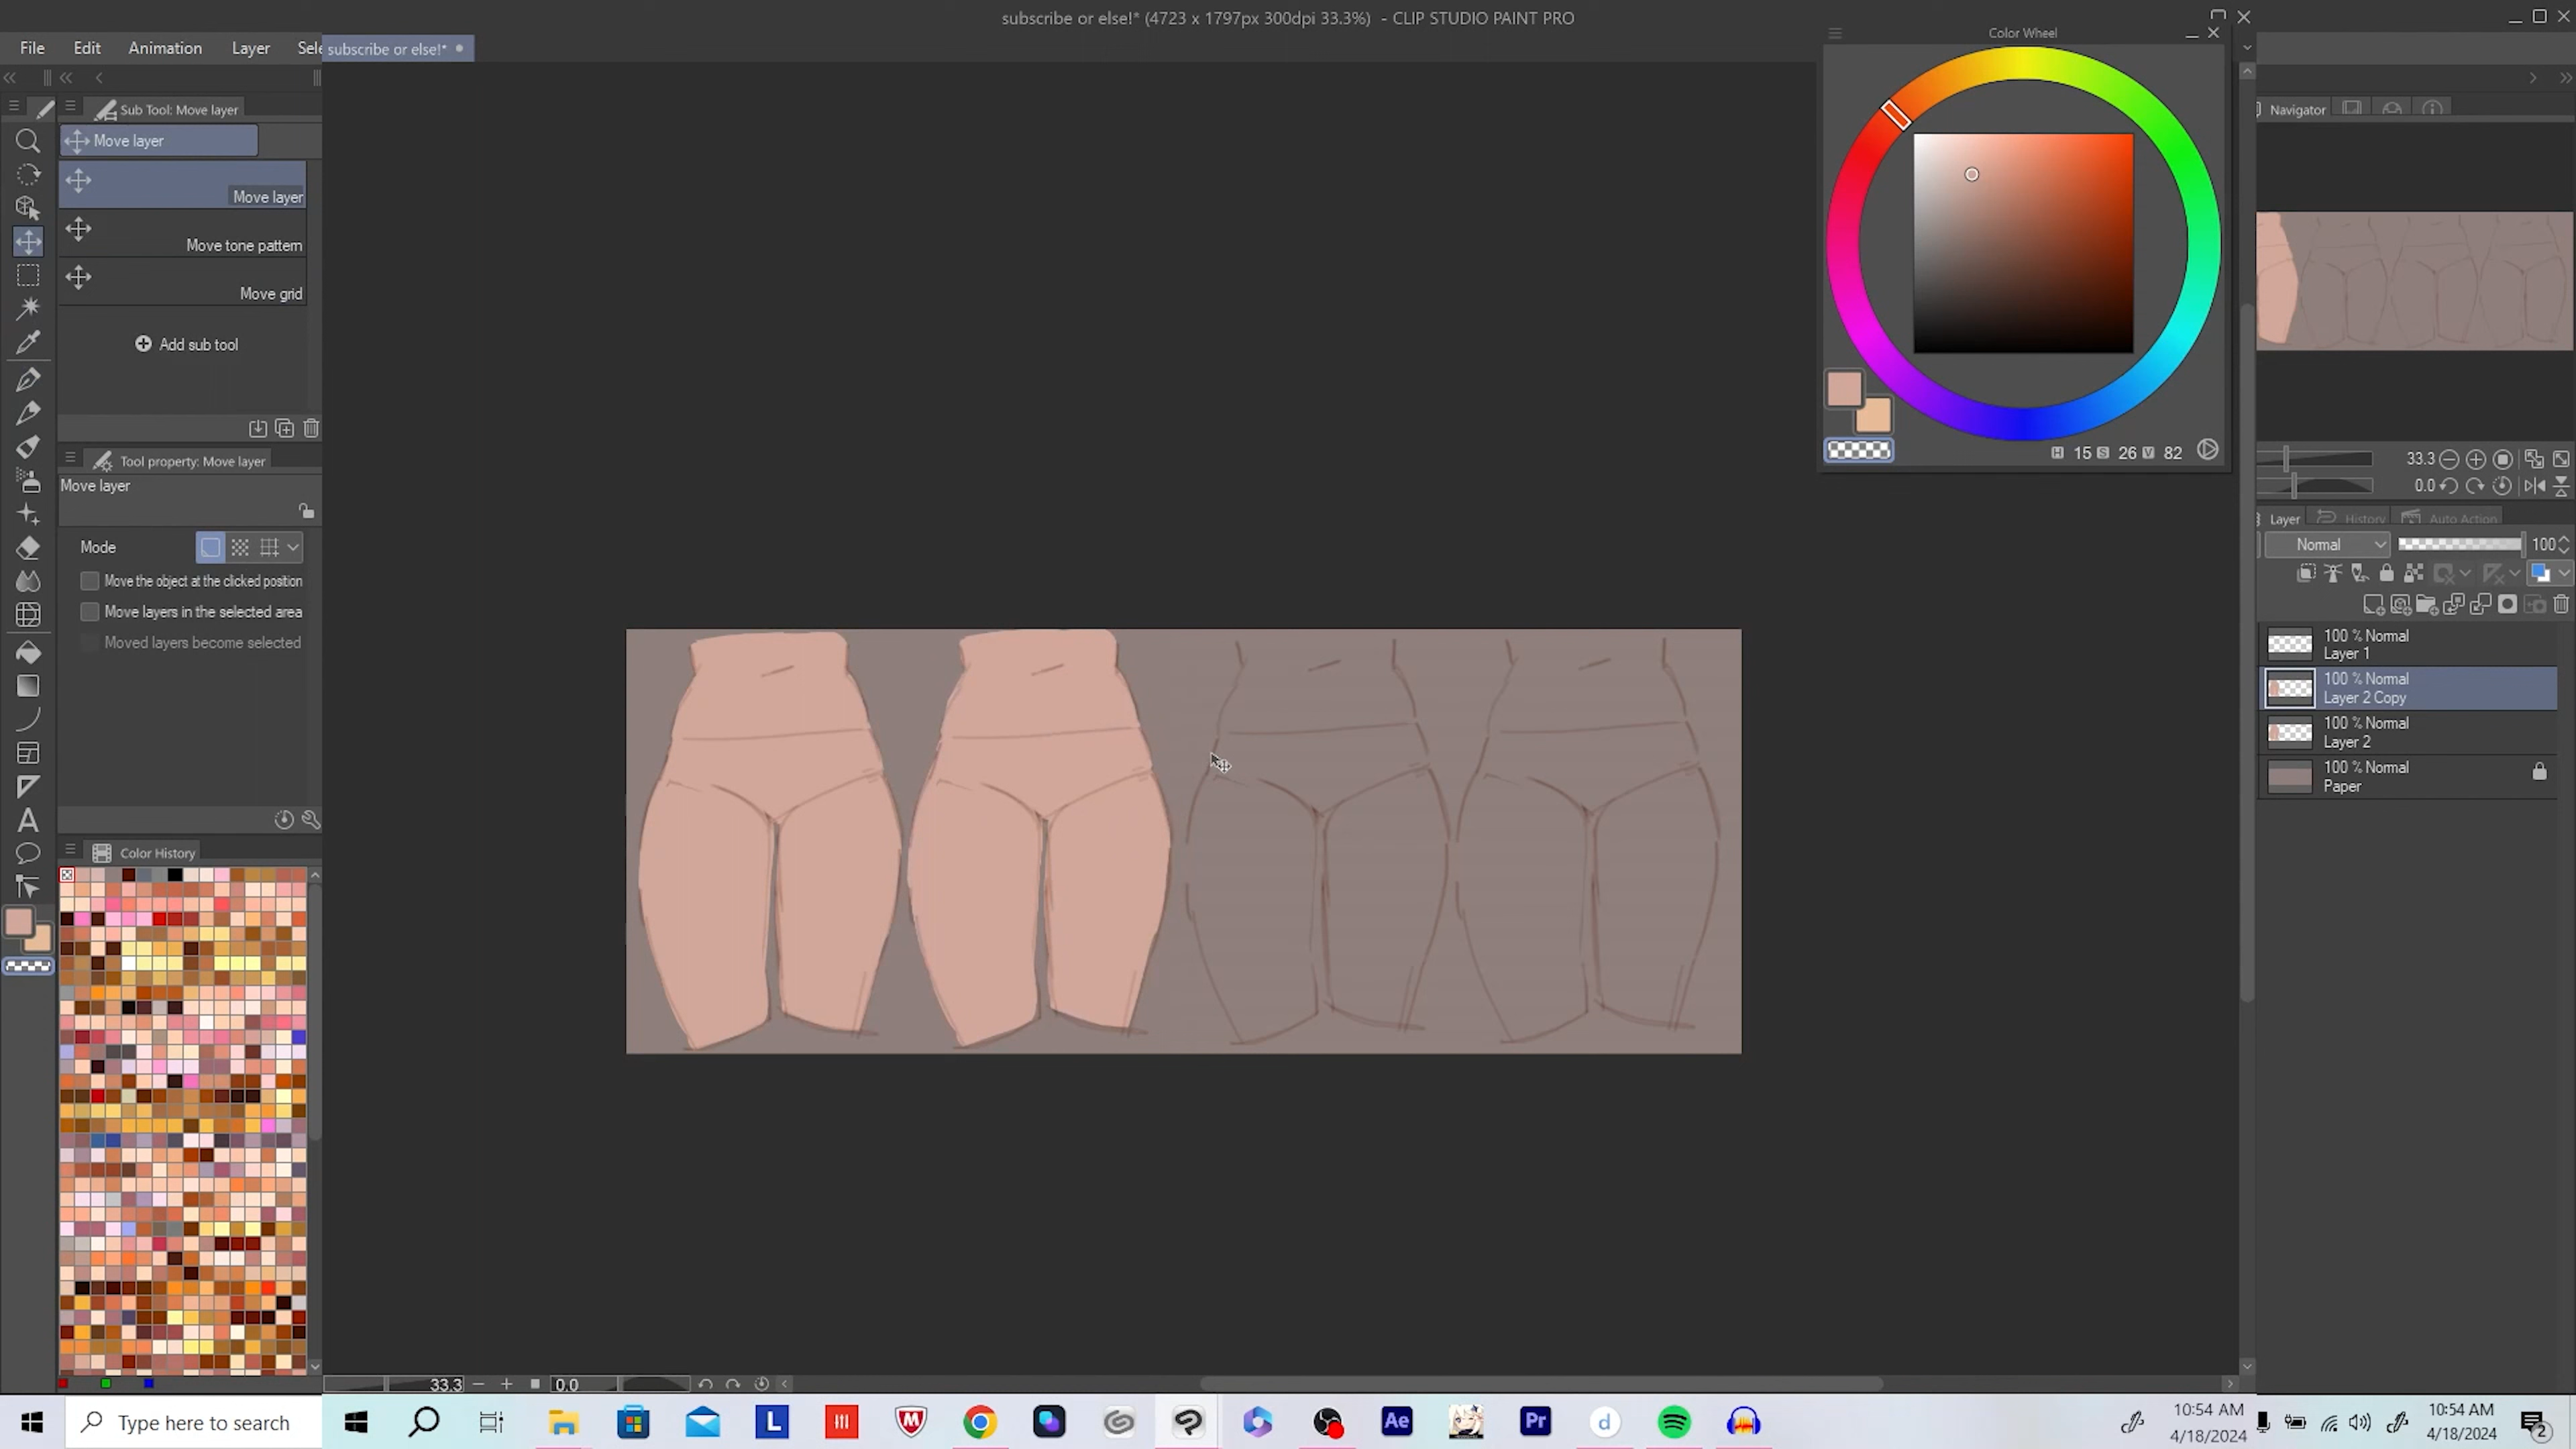 subscribe or else!* (4723 x 1797px 300dpi 33.3%) - CLIP STUDIO PAINT PRO
File Edit Animation Layer Sele
subscribe or else!*
Color Wheel
Sub Tool: Move layer
Move layer
Move layer
Move tone pattern
Move grid
Add sub tool
Tool property: Move layer
Move layer
Mode
Move the object at the clicked position
Move layers in the selected area
Moved layers become selected
Color History
H 15 S 26 V 82
Navigator
33.3
0.0
Layer History Auto Action
Normal 100
100 % Normal
Layer 1
100 % Normal
Layer 2 Copy
100 % Normal
Layer 2
100 % Normal
Paper
33.3 0.0
Type here to search
L
M
Ae
Pr
d
10:54 AM
4/18/2024
10:54 AM
4/18/2024
2